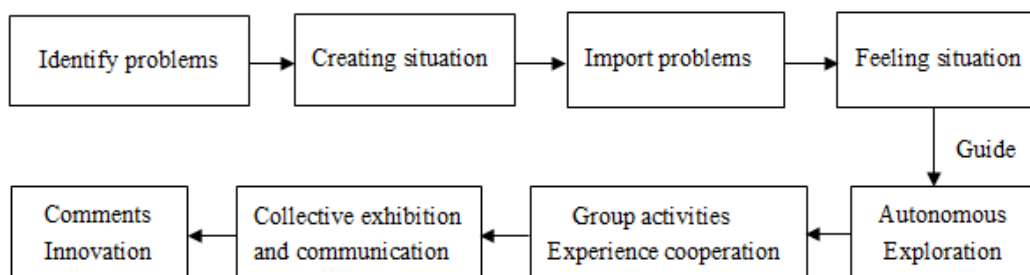 Identify problems
Creating situation
Import problems
Feeling situation
Guide
Comments
Innovation
Collective exhibition
and communication
Group activities
Experience cooperation
Autonomous
Exploration